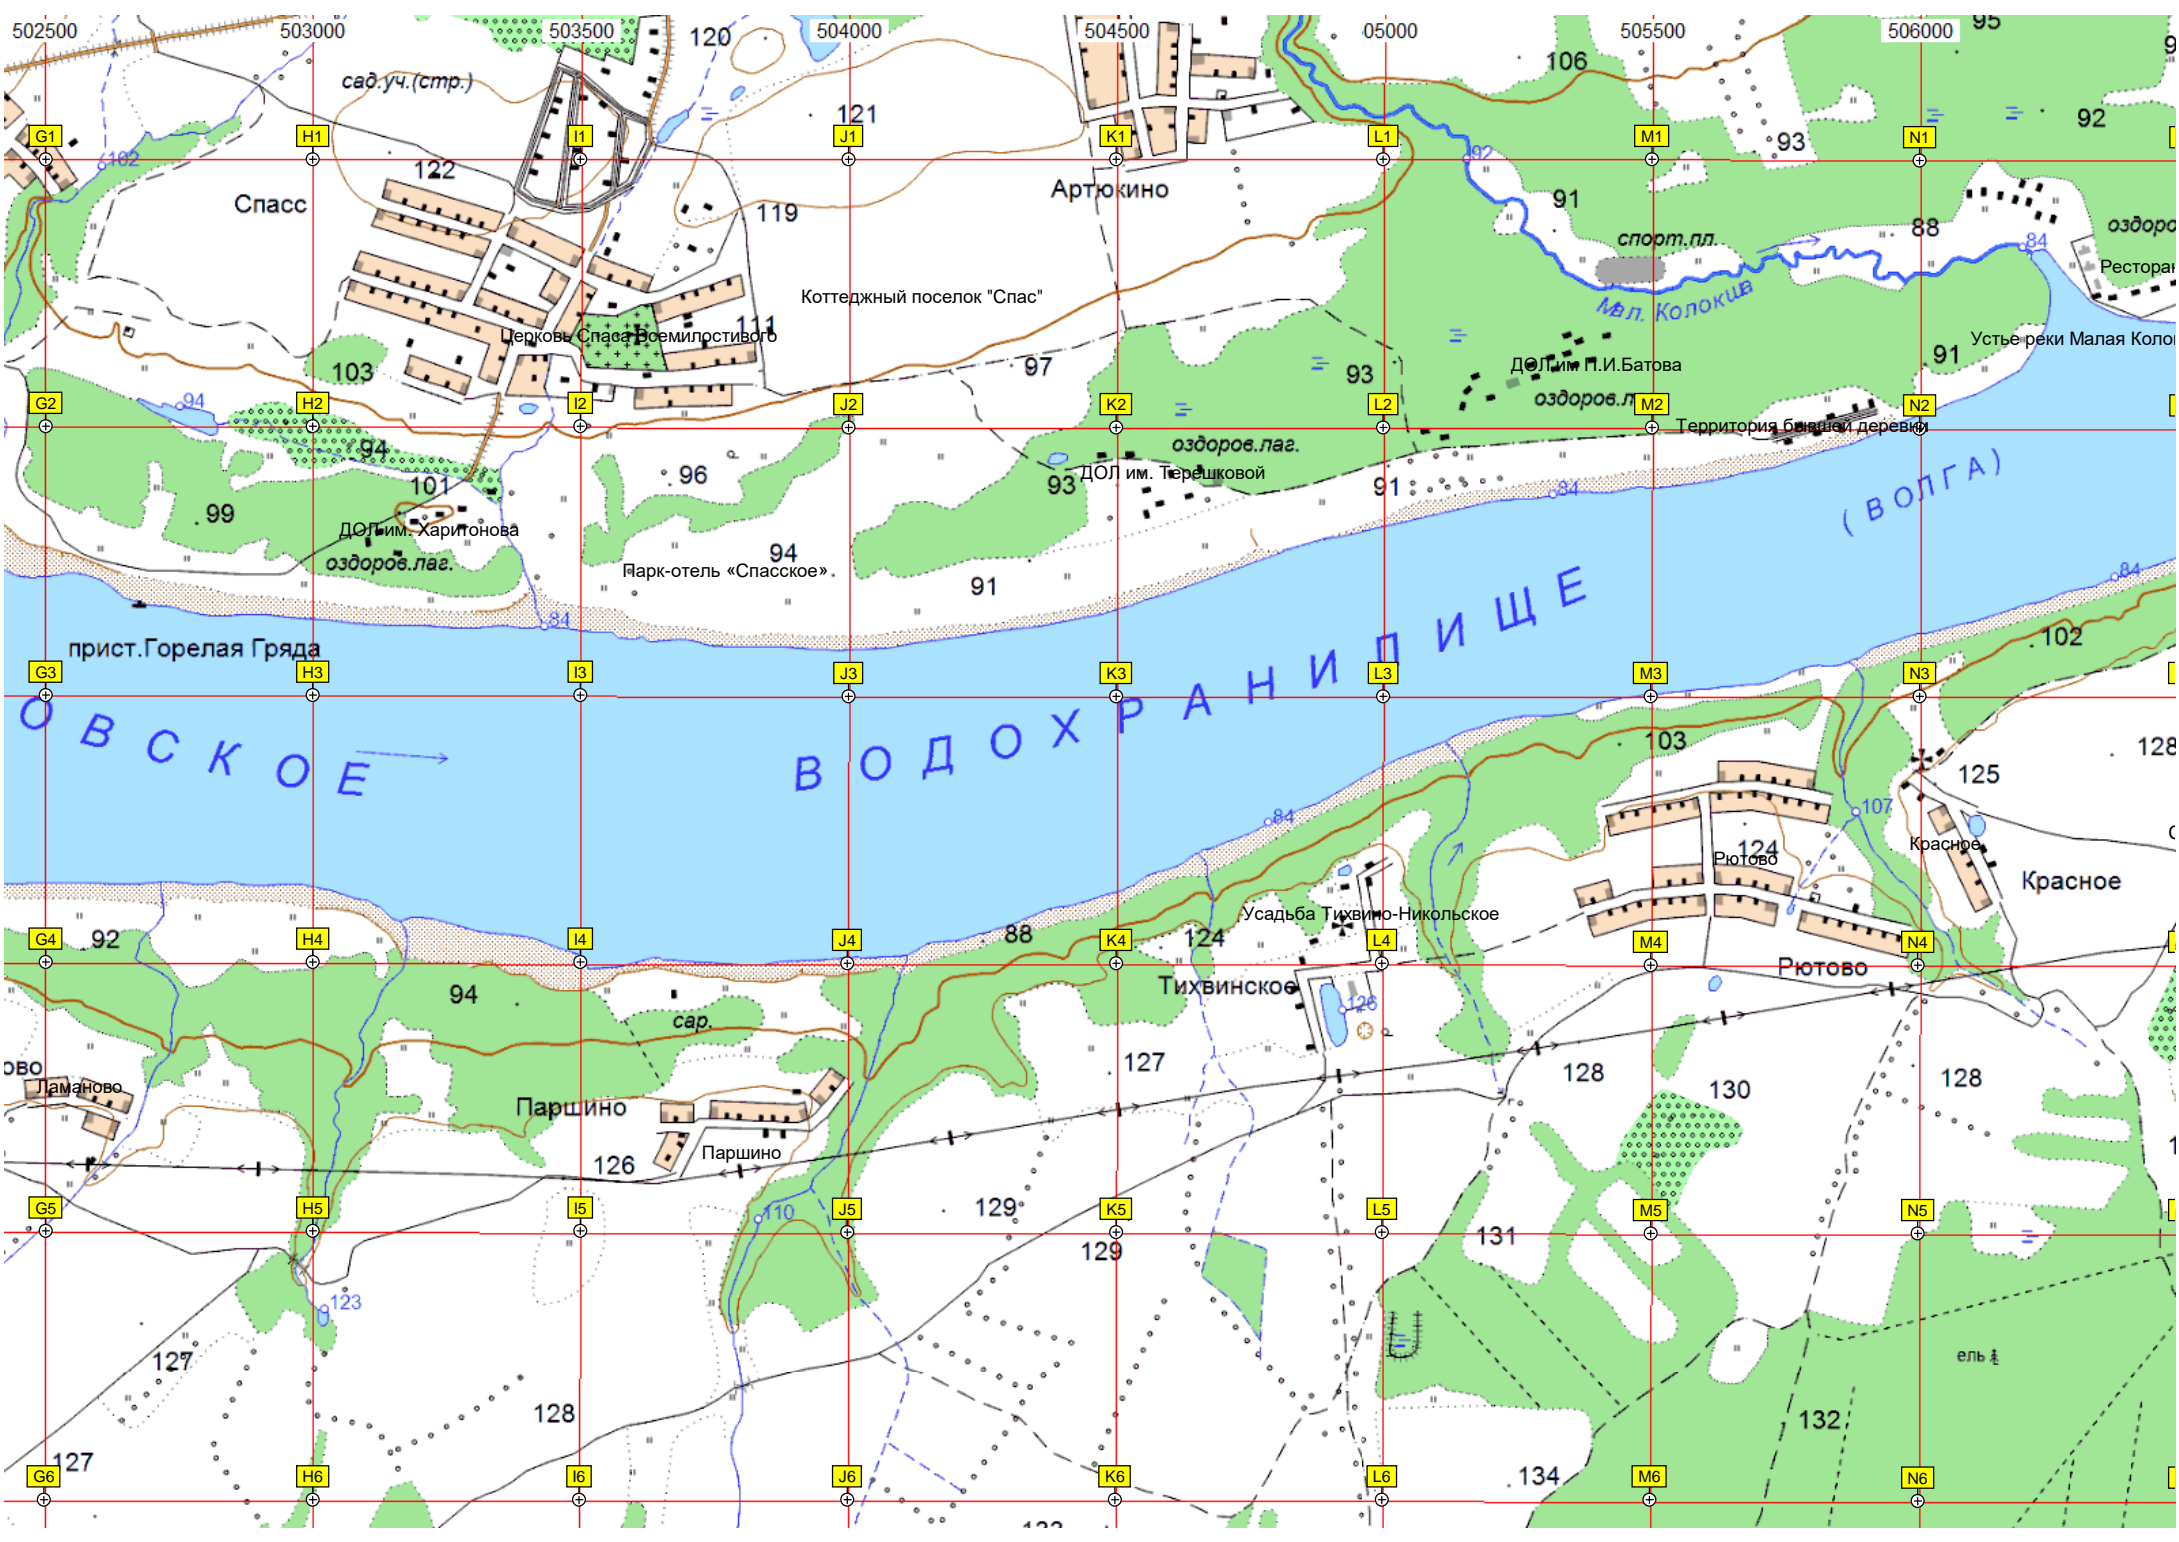 502500 503000 503500 504000 504500 05000 505500 506000
120
95
106
сад.уч.(стр.)
121
92
93
G1 H1 I1 J1 K1 L1 M1 N1
102
122
92
Артюкино
Спасс
119
91
88
оздоро
спорт.пл.
84
Ресторан
Коттеджный поселок "Спас"
Мал. Колокша
111
Церковь Спаса Всемилостивого
Устье реки Малая Коло
91
103
97
93
ДОЛ им П.И.Батова
оздоров.л
94
G2 H2 I2 J2 K2 L2 M2 N2
Территория бывшей деревни
94
оздоров.лаг.
96
ДОЛ им. Терешковой
101
93
91
84
(ВОЛГА)
99
ДОЛ им. Харитонова
94
оздоров.лаг.
Парк-отель «Спасское»
91
84
84
102
прист.Горелая Гряда
G3 H3 I3 J3 K3 L3 M3 N3
ОВСКОЕ ВОДОХРАНИЛИЩЕ
103
128
125
84
107
124
Рютово
Красное
Красное
Усадьба Тихвино-Никольское
92
88
124
G4 H4 I4 J4 K4 L4 M4 N4
Рютово
94
Тихвинское
126
сар.
ово
127
128
130
128
Ламаново
Паршино
Паршино
126
G5 H5 I5 J5 K5 L5 M5 N5
110
129
129
131
123
127
ель
128
132
127
134
G6 H6 I6 J6 K6 L6 M6 N6